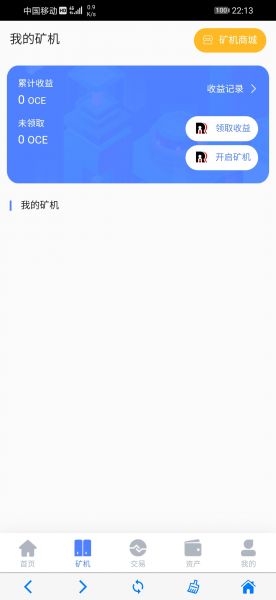 中国移动 HD 4G 0.9 K/s 100 22:13
我的矿机
矿机商城
累计收益
0 OCE
收益记录
未领取
0 OCE
领取收益
开启矿机
我的矿机
首页 矿机 交易 资产 我的